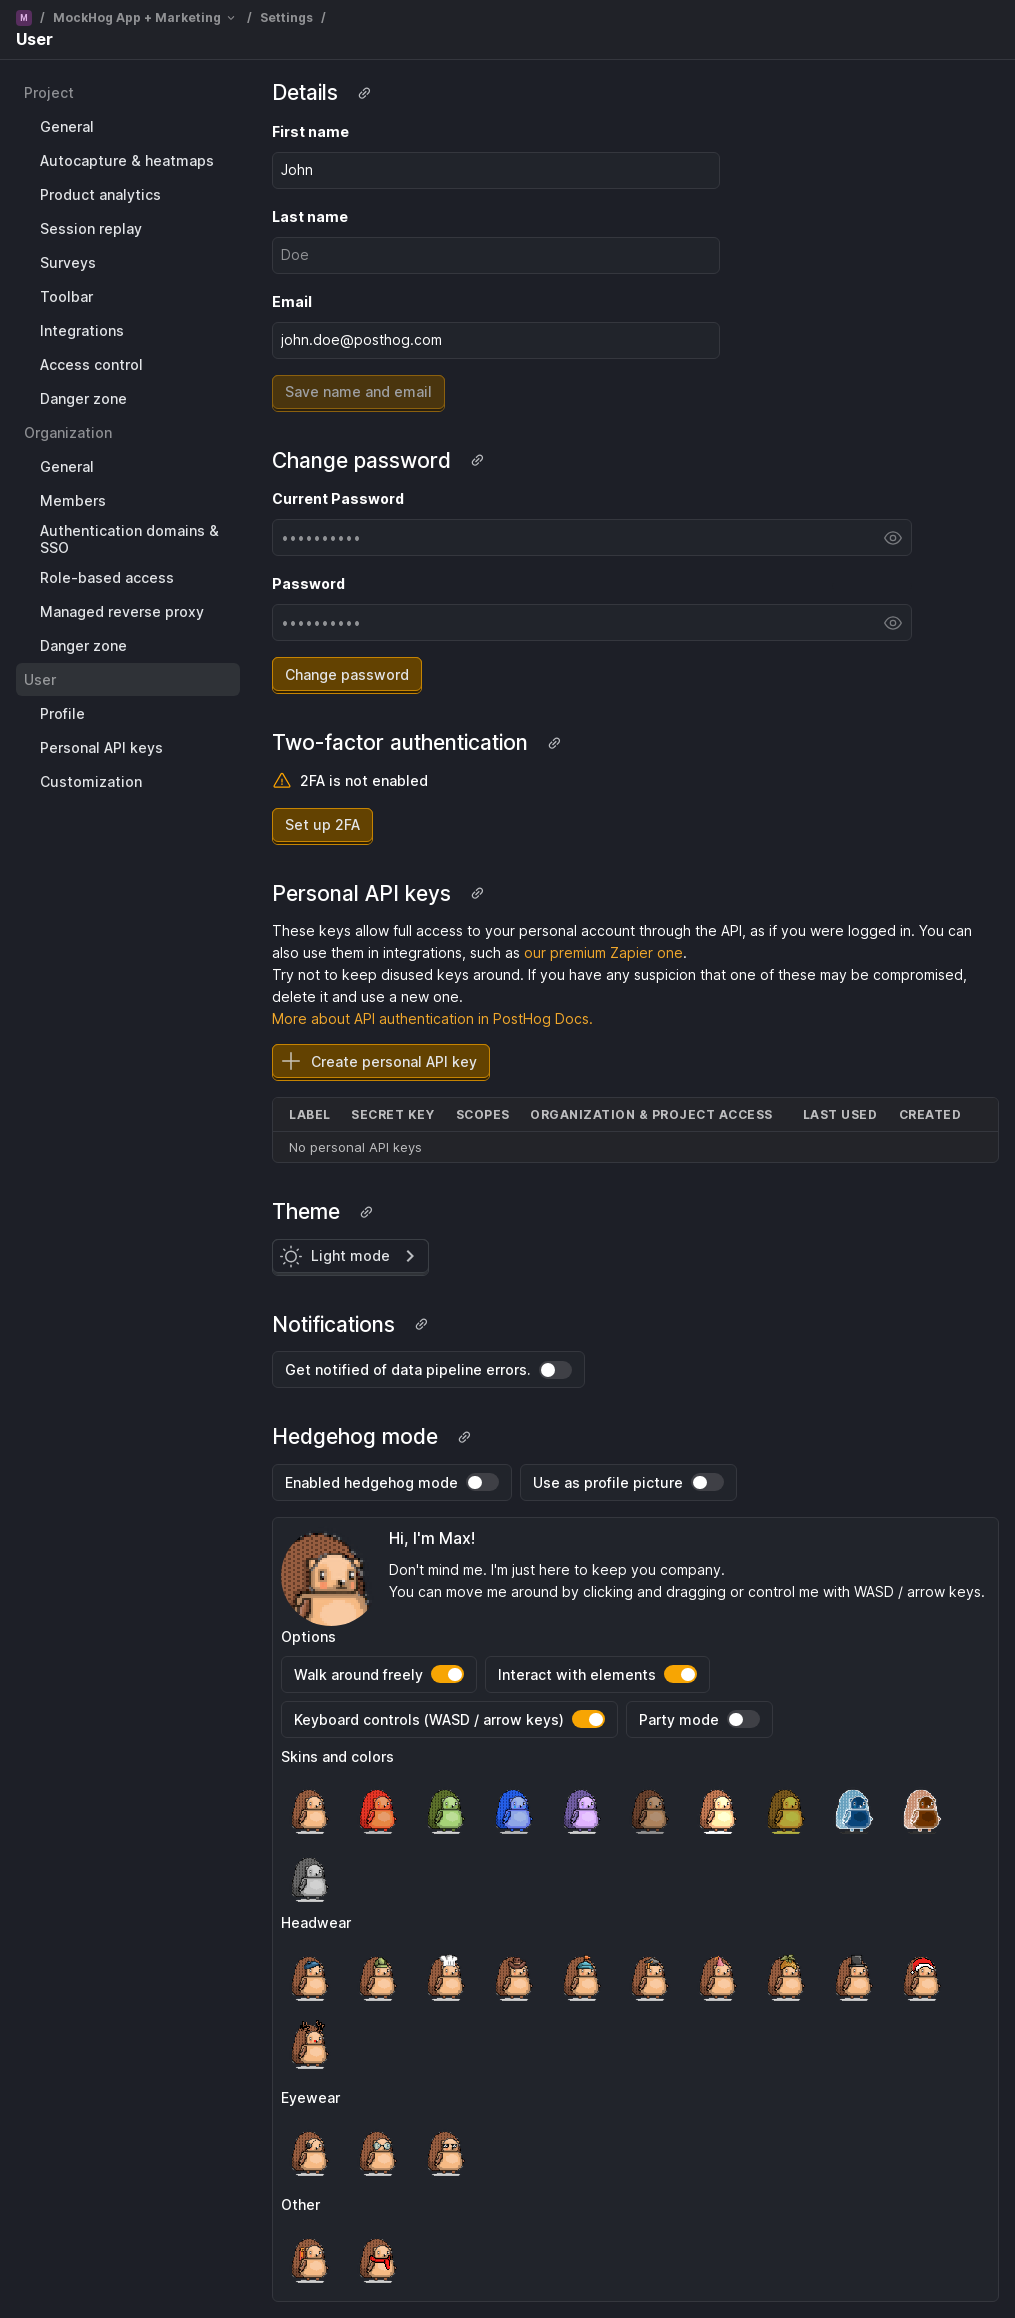 M / MockHog App + Marketing / Settings /
User
Project
General
Autocapture & heatmaps
Product analytics
Session replay
Surveys
Toolbar
Integrations
Access control
Danger zone
Organization
General
Members
Authentication domains &
SSO
Role-based access
Managed reverse proxy
Danger zone
User
Profile
Personal API keys
Customization
Details
First name
John
Last name
Doe
Email
john.doe@posthog.com
Save name and email
Change password
Current Password
••••••••••
Password
••••••••••
Change password
Two-factor authentication
2FA is not enabled
Set up 2FA
Personal API keys
These keys allow full access to your personal account through the API, as if you were logged in. You can
also use them in integrations, such as our premium Zapier one.
Try not to keep disused keys around. If you have any suspicion that one of these may be compromised,
delete it and use a new one.
More about API authentication in PostHog Docs.
Create personal API key
LABEL SECRET KEY SCOPES ORGANIZATION & PROJECT ACCESS LAST USED CREATED
No personal API keys
Theme
Light mode
Notifications
Get notified of data pipeline errors.
Hedgehog mode
Enabled hedgehog mode Use as profile picture
Hi, I'm Max!
Don't mind me. I'm just here to keep you company.
You can move me around by clicking and dragging or control me with WASD / arrow keys.
Options
Walk around freely Interact with elements
Keyboard controls (WASD / arrow keys) Party mode
Skins and colors
Headwear
Eyewear
Other